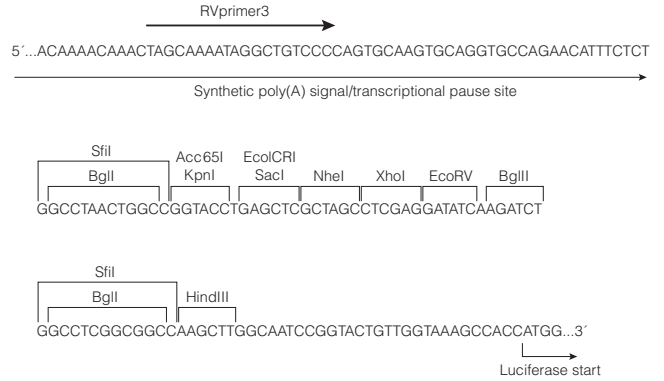 RVprimer3
5´...ACAAAACAAACTAGCAAAATAGGCTGTCCCCAGTGCAAGTGCAGGTGCCAGAACATTTCTCT
Synthetic poly(A) signal/transcriptional pause site
SfiI
Acc65I EcoICRI
BglI KpnI SacI NheI XhoI EcoRV BglII
GGCCTAACTGGCCGGTACCTGAGCTCGCTAGCCTCGAGGATATCAAGATCT
SfiI
BglI HindIII
GGCCTCGGCGGCCAAGCTTGGCAATCCGGTACTGTTGGTAAAGCCACCATGG...3´
Luciferase start